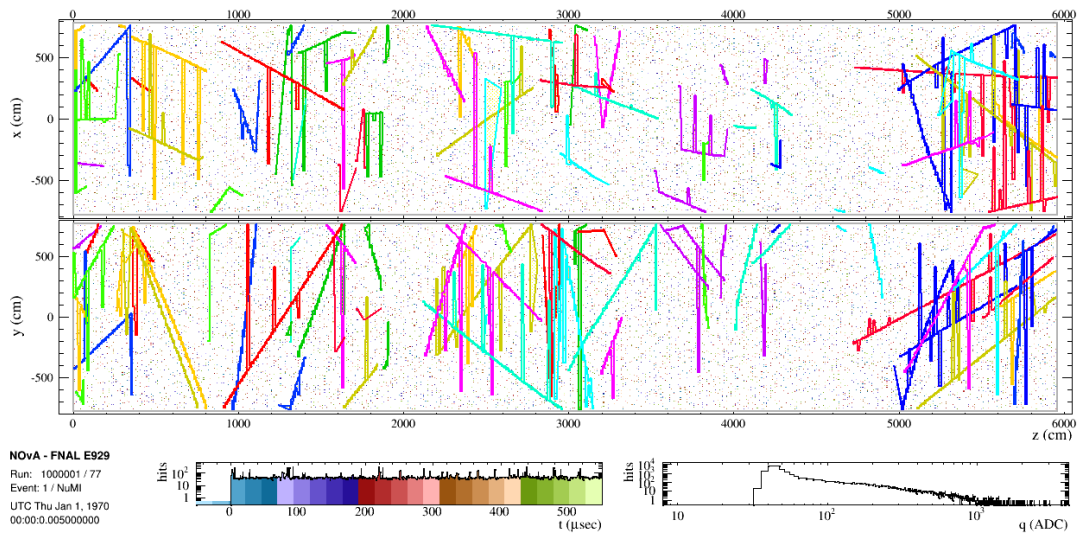 0 1000 2000 3000 4000 5000 6000
x (cm)
500
0
-500
y (cm)
500
0
-500
0 1000 2000 3000 4000 5000 6000
z (cm)
NOvA - FNAL E929
Run: 1000001 / 77
Event: 1 / NuMI
UTC Thu Jan 1, 1970
00:00:0.005000000
hits
10²
10
1
0 100 200 300 400 500
t (μsec)
hits
10⁴
10³
10²
10
1
10 10² 10³
q (ADC)